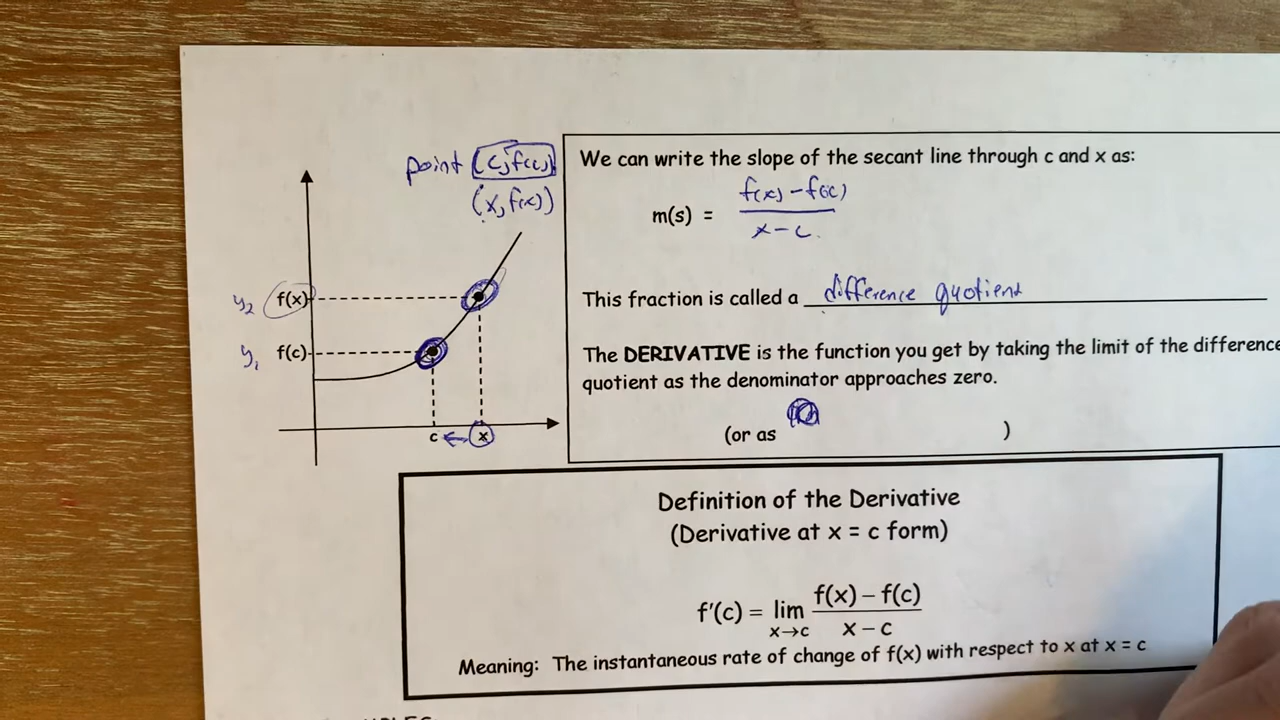 point (c, f(c))
(x, f(x))
y₂ f(x)
y₁ f(c)
c ← x
We can write the slope of the secant line through c and x as:
m(s) = f(x) - f(c)
x - c
This fraction is called a difference quotient
The DERIVATIVE is the function you get by taking the limit of the difference
quotient as the denominator approaches zero.
(or as )
Definition of the Derivative
(Derivative at x = c form)
f'(c) = lim x→c f(x) – f(c)
x – c
Meaning: The instantaneous rate of change of f(x) with respect to x at x = c